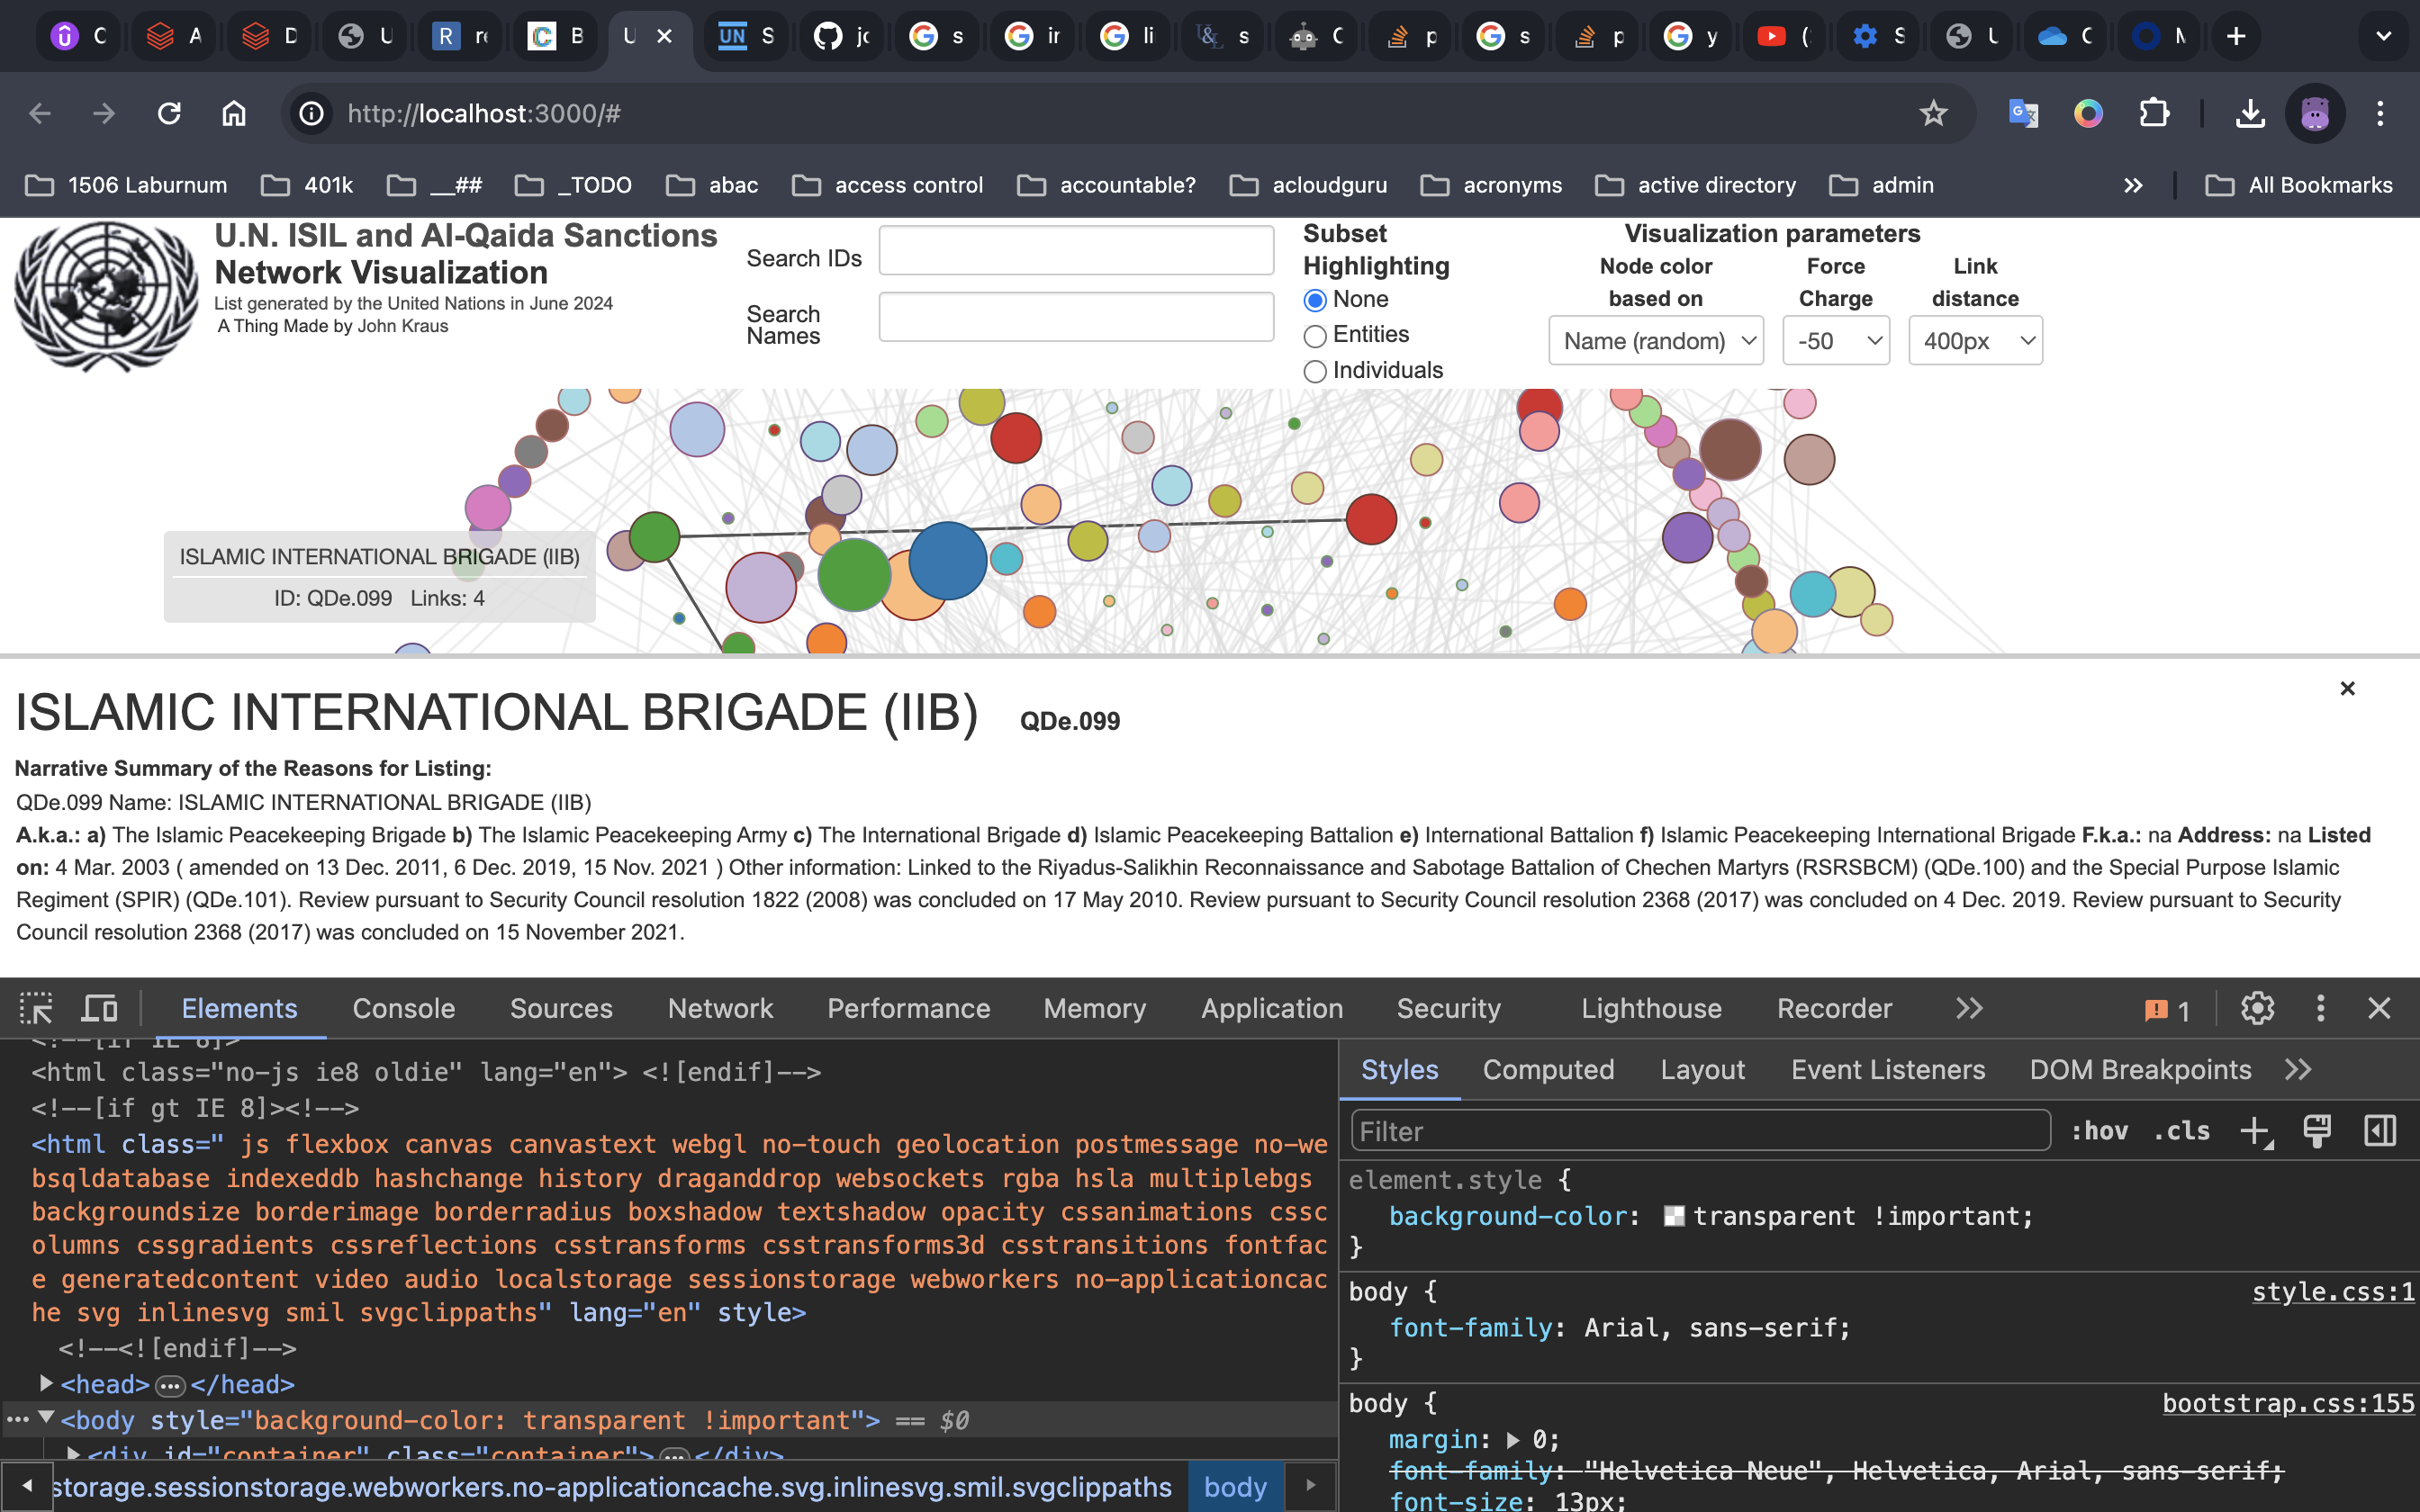 C A D U R re B U UN S jc s ir li U&L s C p s p y ( S U C M
http://localhost:3000/#
1506 Laburnum 401k __## _TODO abac access control accountable? acloudguru acronyms active directory admin All Bookmarks
U.N. ISIL and Al-Qaida Sanctions
Network Visualization
List generated by the United Nations in June 2024
A Thing Made by John Kraus
Search IDs
Search
Names
Subset
Highlighting
None
Entities
Individuals
Visualization parameters
Node color
based on
Name (random)
Force
Charge
-50
Link
distance
400px
ISLAMIC INTERNATIONAL BRIGADE (IIB)
ID: QDe.099 Links: 4
ISLAMIC INTERNATIONAL BRIGADE (IIB) QDe.099
Narrative Summary of the Reasons for Listing:
QDe.099 Name: ISLAMIC INTERNATIONAL BRIGADE (IIB)
A.k.a.: a) The Islamic Peacekeeping Brigade b) The Islamic Peacekeeping Army c) The International Brigade d) Islamic Peacekeeping Battalion e) International Battalion f) Islamic Peacekeeping International Brigade F.k.a.: na Address: na Listed
on: 4 Mar. 2003 ( amended on 13 Dec. 2011, 6 Dec. 2019, 15 Nov. 2021 ) Other information: Linked to the Riyadus-Salikhin Reconnaissance and Sabotage Battalion of Chechen Martyrs (RSRSBCM) (QDe.100) and the Special Purpose Islamic
Regiment (SPIR) (QDe.101). Review pursuant to Security Council resolution 1822 (2008) was concluded on 17 May 2010. Review pursuant to Security Council resolution 2368 (2017) was concluded on 4 Dec. 2019. Review pursuant to Security
Council resolution 2368 (2017) was concluded on 15 November 2021.
Elements Console Sources Network Performance Memory Application Security Lighthouse Recorder 1
<!--[if IE 8]>
<html class="no-js ie8 oldie" lang="en"> <![endif]-->
<!--[if gt IE 8]><!-->
<html class=" js flexbox canvas canvastext webgl no-touch geolocation postmessage no-we
bsqldatabase indexeddb hashchange history draganddrop websockets rgba hsla multiplebgs
backgroundsize borderimage borderradius boxshadow textshadow opacity cssanimations cssc
olumns cssgradients cssreflections csstransforms csstransforms3d csstransitions fontfac
e generatedcontent video audio localstorage sessionstorage webworkers no-applicationcac
he svg inlinesvg smil svgclippaths" lang="en" style>
<!--<![endif]-->
<head> ... </head>
<body style="background-color: transparent !important"> == $0
<div id="container" class="container"> ... </div>
storage.sessionstorage.webworkers.no-applicationcache.svg.inlinesvg.smil.svgclippaths body
Styles Computed Layout Event Listeners DOM Breakpoints
Filter :hov .cls
element.style {
background-color: transparent !important;
}
body { style.css:1
font-family: Arial, sans-serif;
}
body { bootstrap.css:155
margin: 0;
font-family: "Helvetica Neue", Helvetica, Arial, sans-serif;
font-size: 13px;